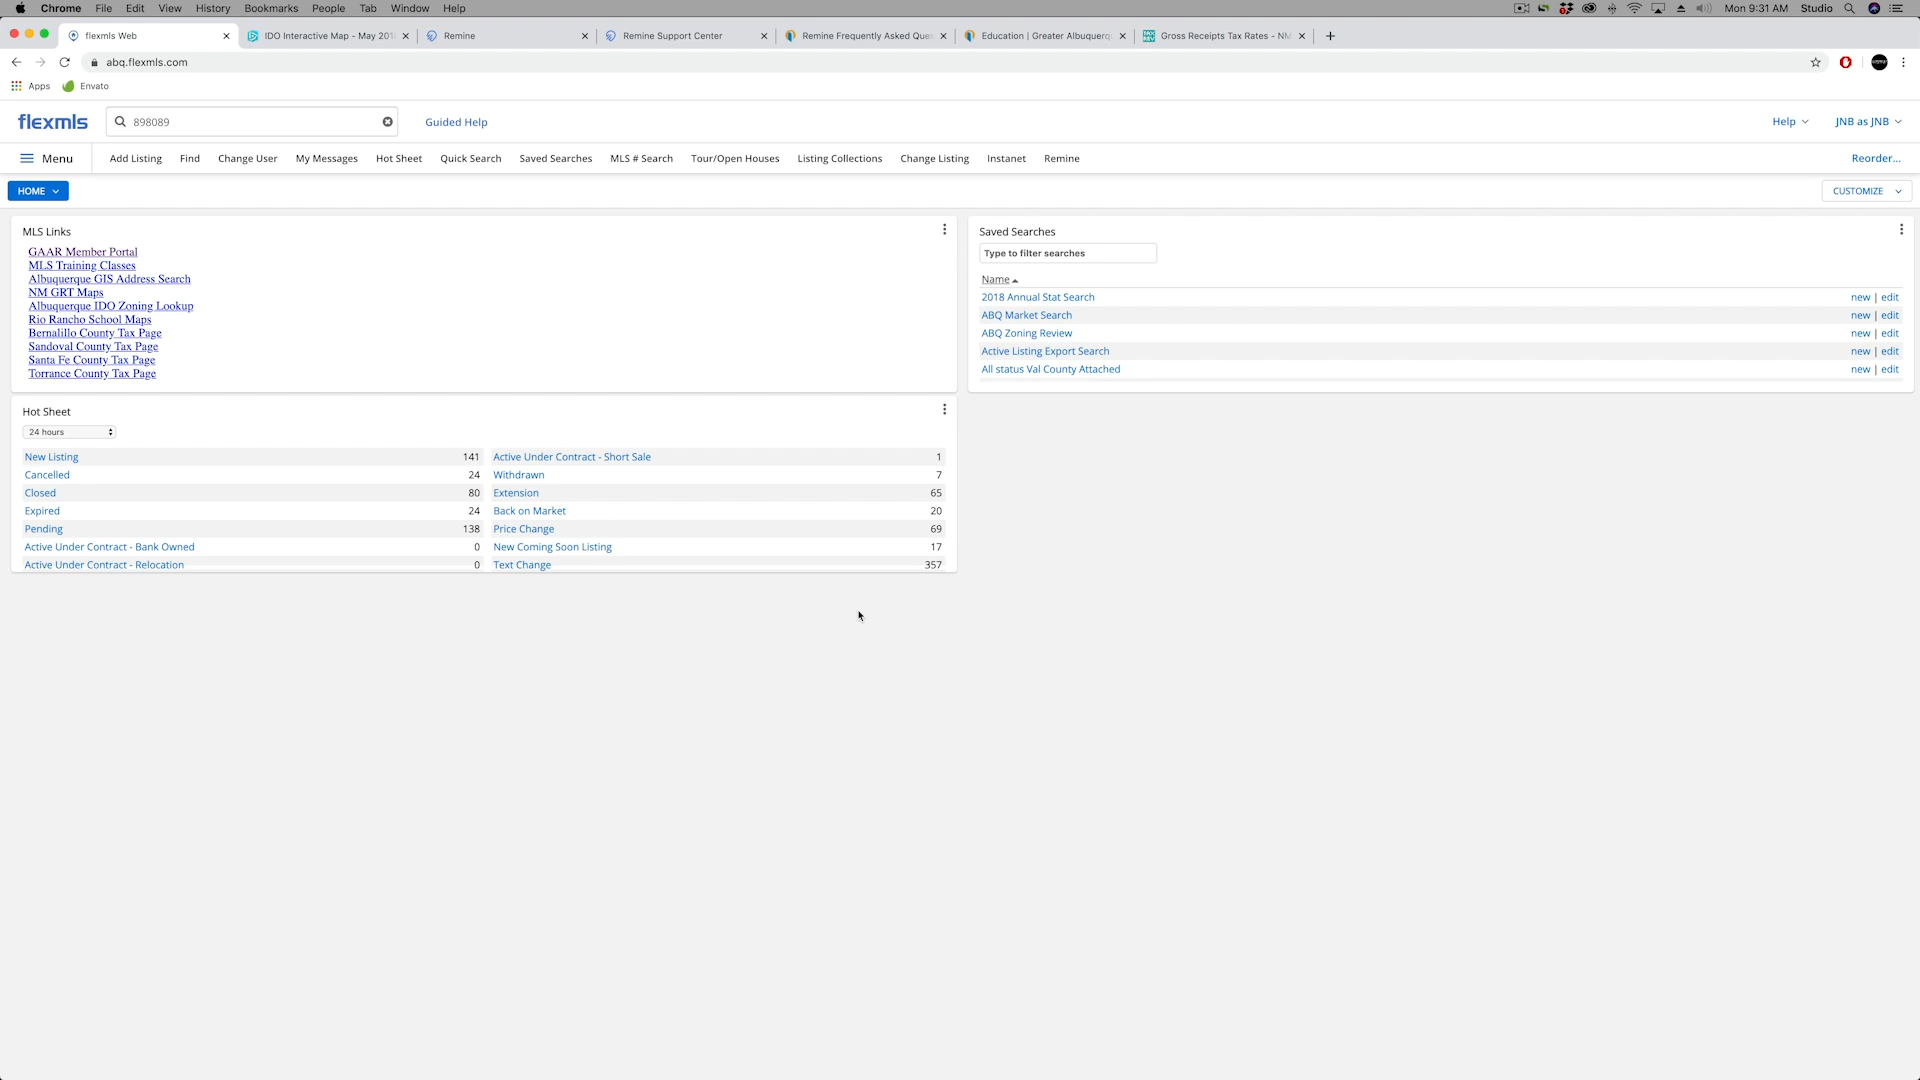 Chrome File Edit View History Bookmarks People Tab Window Help Mon 9:31 AM Studio
flexmls Web IDO Interactive Map - May 201 Remine Remine Support Center Remine Frequently Asked Que Education | Greater Albuquerq Gross Receipts Tax Rates - NM
abq.flexmls.com
Apps Envato
flexmls 898089 Guided Help Help JNB as JNB
Menu Add Listing Find Change User My Messages Hot Sheet Quick Search Saved Searches MLS # Search Tour/Open Houses Listing Collections Change Listing Instanet Remine Reorder...
HOME CUSTOMIZE
MLS Links
GAAR Member Portal
MLS Training Classes
Albuquerque GIS Address Search
NM GRT Maps
Albuquerque IDO Zoning Lookup
Rio Rancho School Maps
Bernalillo County Tax Page
Sandoval County Tax Page
Santa Fe County Tax Page
Torrance County Tax Page
Saved Searches
Type to filter searches
Name
2018 Annual Stat Search new | edit
ABQ Market Search new | edit
ABQ Zoning Review new | edit
Active Listing Export Search new | edit
All status Val County Attached new | edit
Hot Sheet
24 hours
New Listing 141 Active Under Contract - Short Sale 1
Cancelled 24 Withdrawn 7
Closed 80 Extension 65
Expired 24 Back on Market 20
Pending 138 Price Change 69
Active Under Contract - Bank Owned 0 New Coming Soon Listing 17
Active Under Contract - Relocation 0 Text Change 357